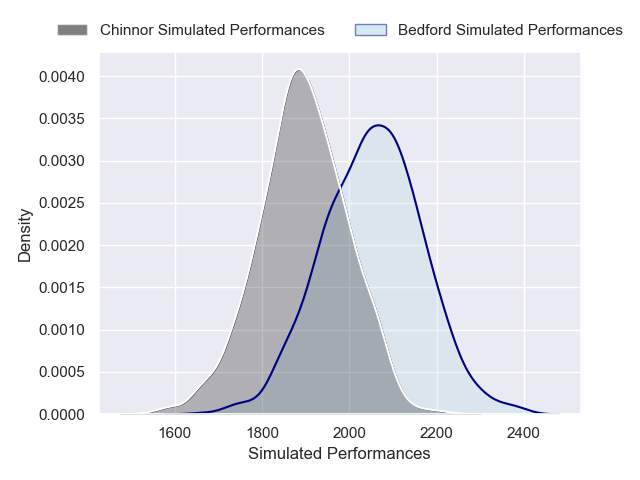 Chinnor Simulated Performances Bedford Simulated Performances
0.0040
0.0035
0.0030
0.0025
0.0020
0.0015
0.0010
0.0005
0.0000
Density
1600 1800 2000 2200 2400
Simulated Performances